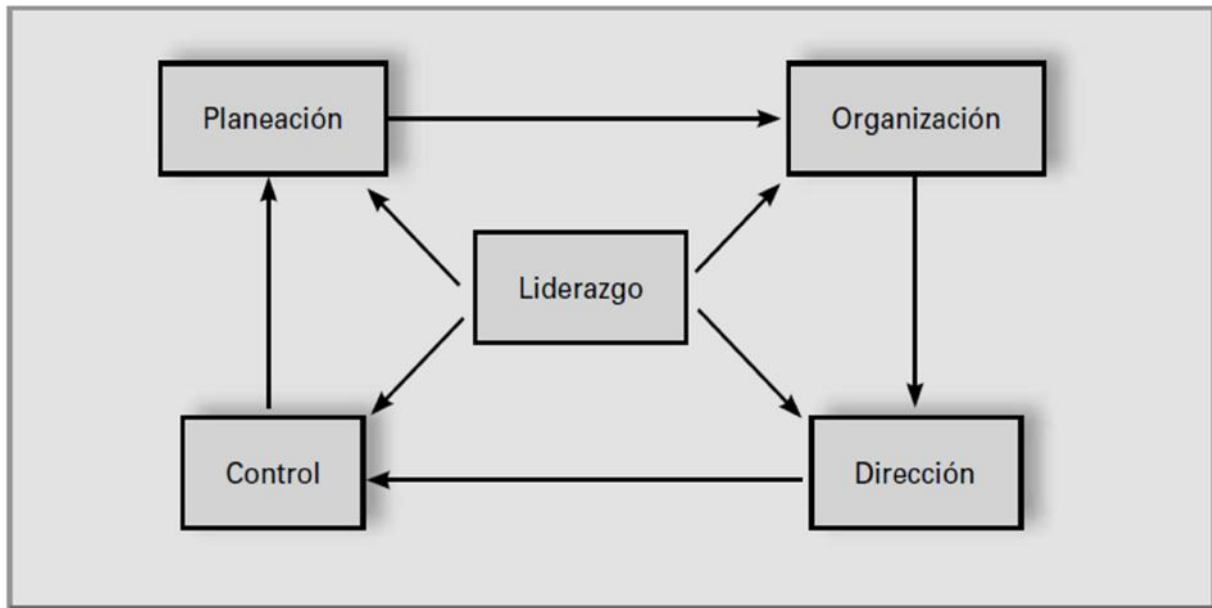 Planeación
Organización
Liderazgo
Control
Dirección